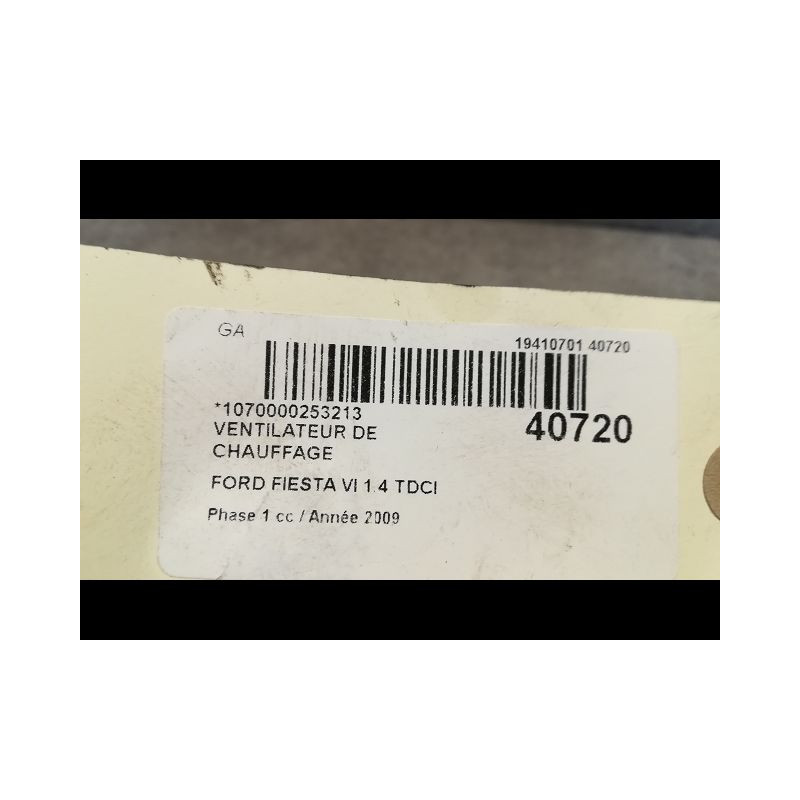 GA
19410701 40720
*1070000253213
40720
VENTILATEUR DE
CHAUFFAGE
FORD FIESTA VI 1.4 TDCI
Phase 1 cc / Année 2009